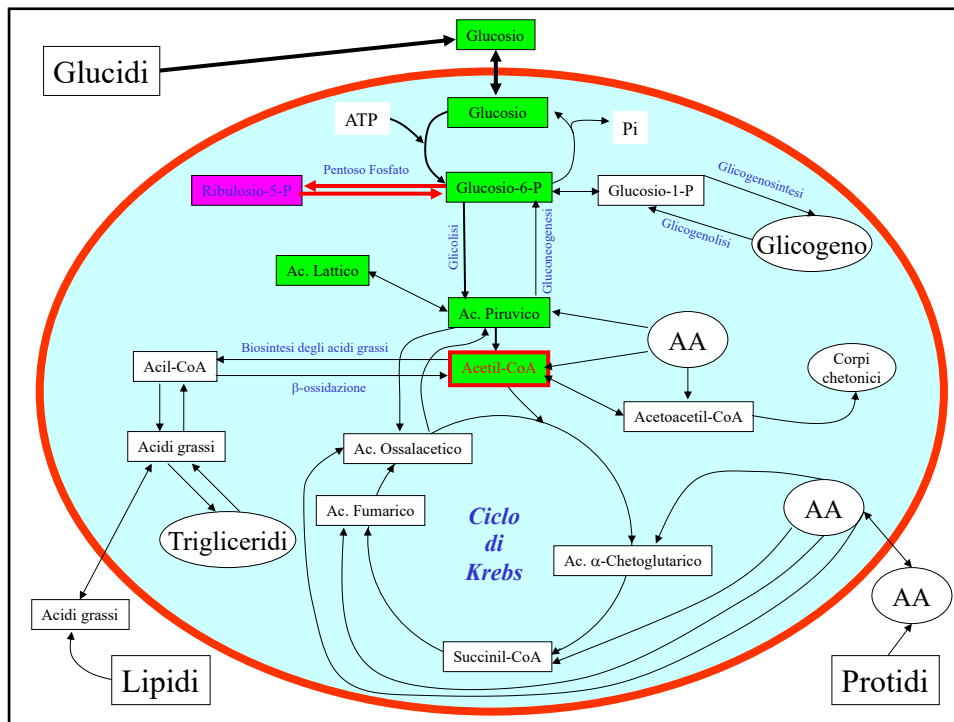 Glucosio
Glucidi
ATP
Glucosio
Pi
Pentoso Fosfato
Ribulosio-5-P
Glucosio-6-P
Glucosio-1-P
Glicogenosintesi
Glicogenolisi
Glicogeno
Glicolisi
Gluconeogenesi
Ac. Lattico
Ac. Piruvico
AA
Biosintesi degli acidi grassi
Acil-CoA
Acetil-CoA
Corpi
chetonici
β-ossidazione
Acetoacetil-CoA
Acidi grassi
Ac. Ossalacetico
Ac. Fumarico
AA
Trigliceridi
Ciclo
di
Krebs
Ac. α-Chetoglutarico
Acidi grassi
AA
Succinil-CoA
Lipidi
Protidi